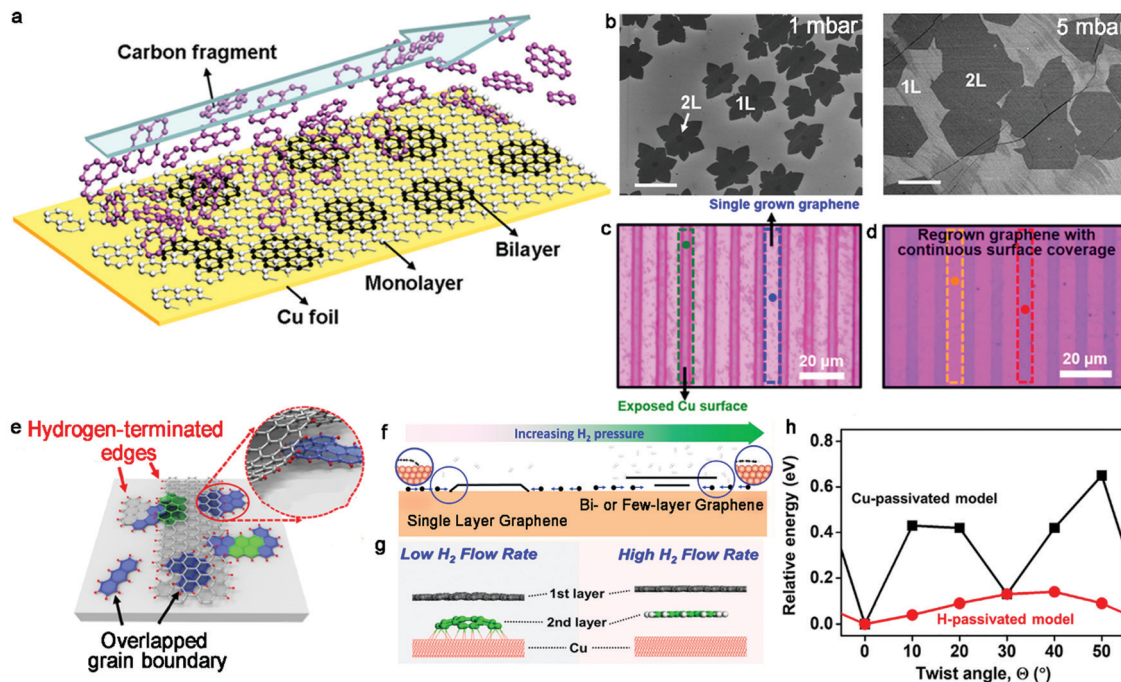 a
Carbon fragment
Bilayer
Monolayer
Cu foil
b
1 mbar
2L
1L
5 mbar
1L
2L
Single grown graphene
c
20 µm
Exposed Cu surface
d
Regrown graphene with
continuous surface coverage
20 µm
e
Hydrogen-terminated
edges
Overlapped
grain boundary
f
Increasing H2 pressure
Single Layer Graphene
Bi- or Few-layer Graphene
g
Low H2 Flow Rate
High H2 Flow Rate
1st layer
2nd layer
Cu
h
Relative energy (eV)
0.8
0.6
0.4
0.2
0.0
Cu-passivated model
H-passivated model
0 10 20 30 40 50
Twist angle, Θ (°)